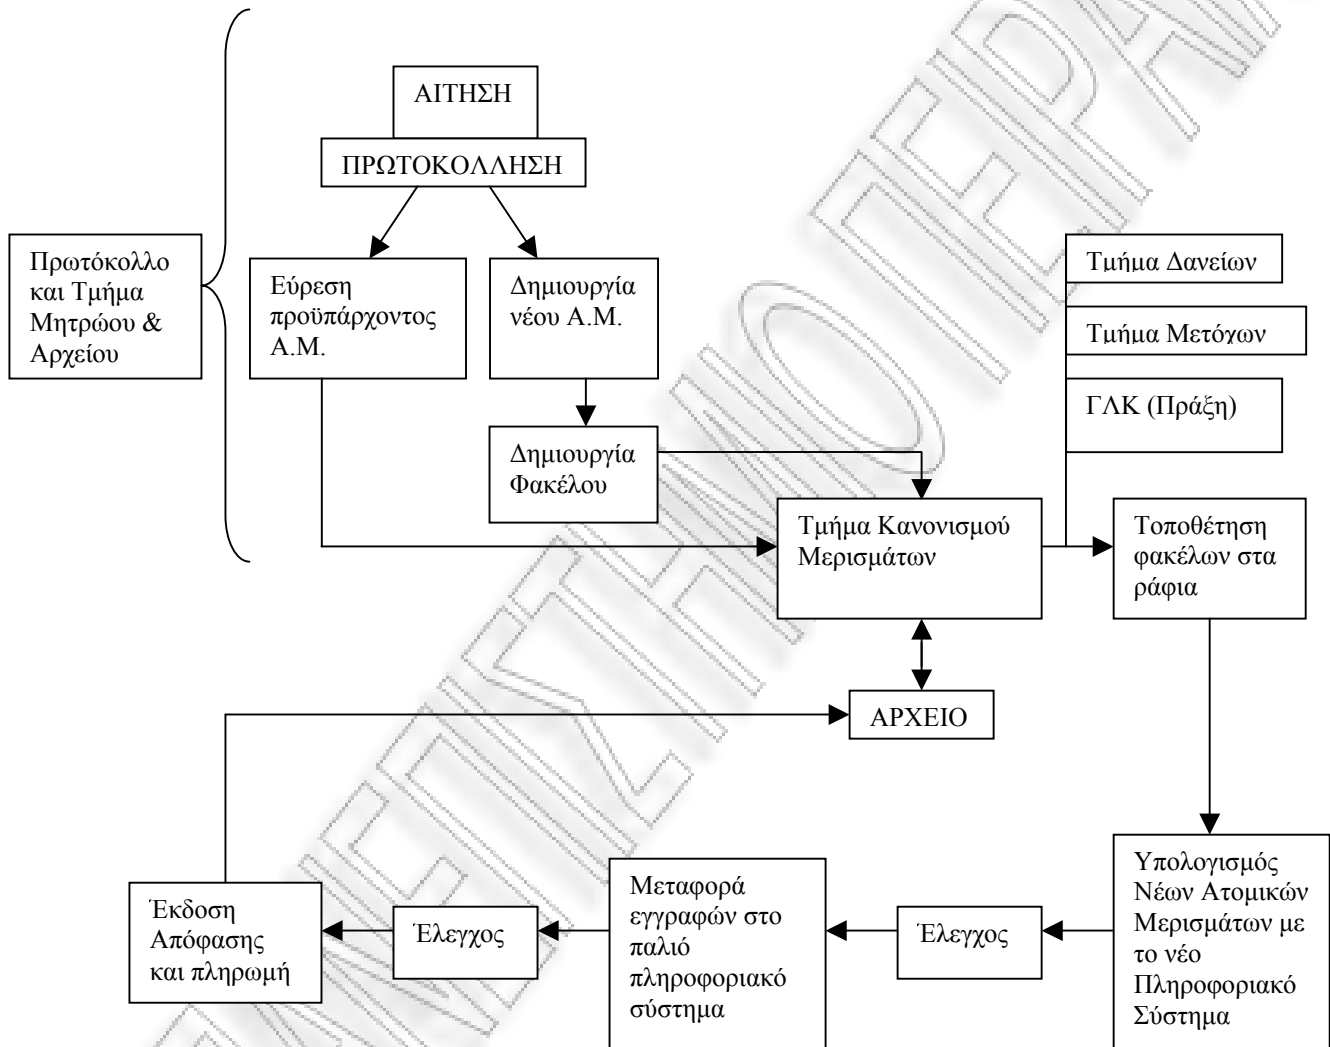 ΑΙΤΗΣΗ
ΠΡΩΤΟΚΟΛΛΗΣΗ
Πρωτόκολλο
και Τμήμα
Μητρώου &
Αρχείου
Εύρεση
προϋπάρχοντος
Α.Μ.
Δημιουργία
νέου Α.Μ.
Δημιουργία
Φακέλου
Τμήμα Δανείων
Τμήμα Μετόχων
ΓΛΚ (Πράξη)
Τμήμα Κανονισμού
Μερισμάτων
Τοποθέτηση
φακέλων στα
ράφια
ΑΡΧΕΙΟ
Έκδοση
Απόφασης
και πληρωμή
Έλεγχος
Μεταφορά
εγγραφών στο
παλιό
πληροφοριακό
σύστημα
Έλεγχος
Υπολογισμός
Νέων Ατομικών
Μερισμάτων με
το νέο
Πληροφοριακό
Σύστημα